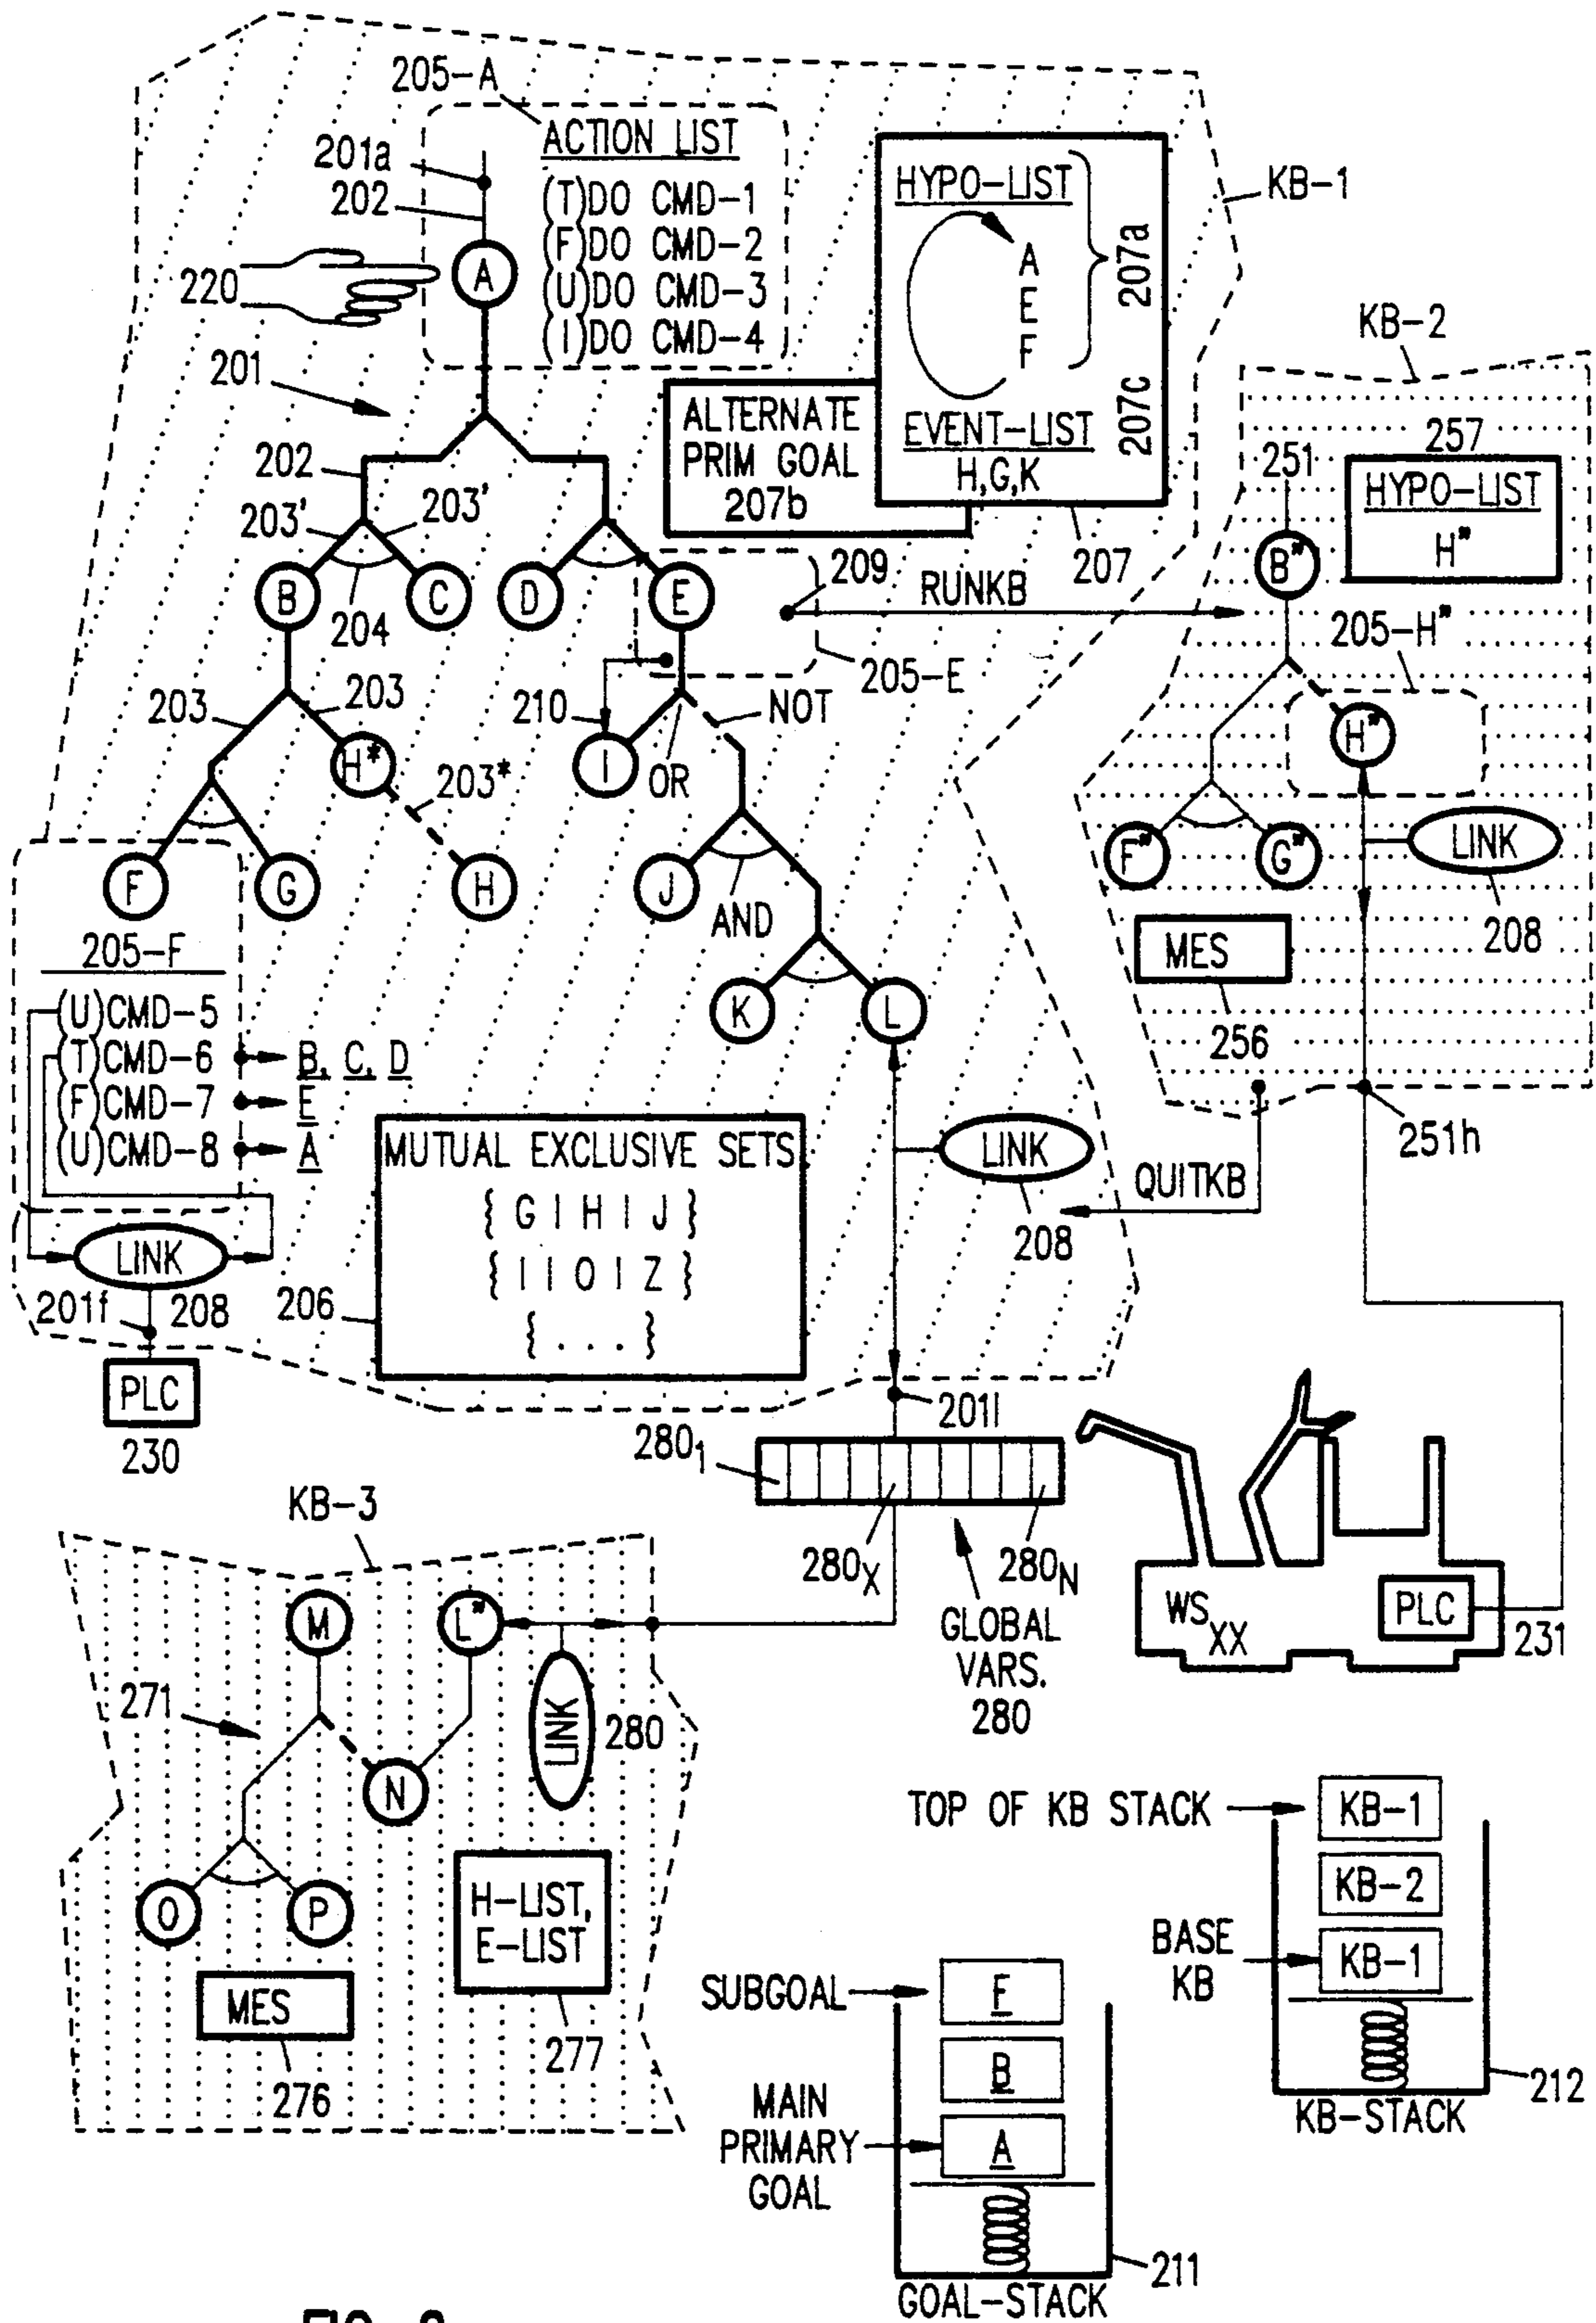 205-A
ACTION LIST
(T)DO CMD-1
(F)DO CMD-2
(U)DO CMD-3
(I)DO CMD-4
201a
202
A
220
201
HYPO-LIST
A
E
F
207a
EVENT-LIST
H,G,K
207c
ALTERNATE
PRIM GOAL
207b
207
KB-1
KB-2
202
203'
203'
B
C
D
E
204
209
RUNKB
205-E
203
203
H*
203*
210
I
OR
NOT
F
G
H
J
AND
K
L
251
257
HYPO-LIST
H*
B*
205-H*
H*
F*
G*
LINK
208
MES
256
251h
205-F
(U)CMD-5
(T)CMD-6
B, C, D
(F)CMD-7
E
(U)CMD-8
A
LINK
201f
208
PLC
230
MUTUAL EXCLUSIVE SETS
{ G | H | J }
{ I | O | Z }
{ . . . }
206
LINK
208
QUITKB
201l
280₁
280X
280N
GLOBAL
VARS.
280
WSXX
PLC
231
KB-3
M
L*
271
N
LINK
280
O
P
H-LIST,
E-LIST
277
MES
276
TOP OF KB STACK
KB-1
KB-2
BASE
KB
KB-1
212
KB-STACK
SUBGOAL
F
B
MAIN
PRIMARY
GOAL
A
211
GOAL-STACK